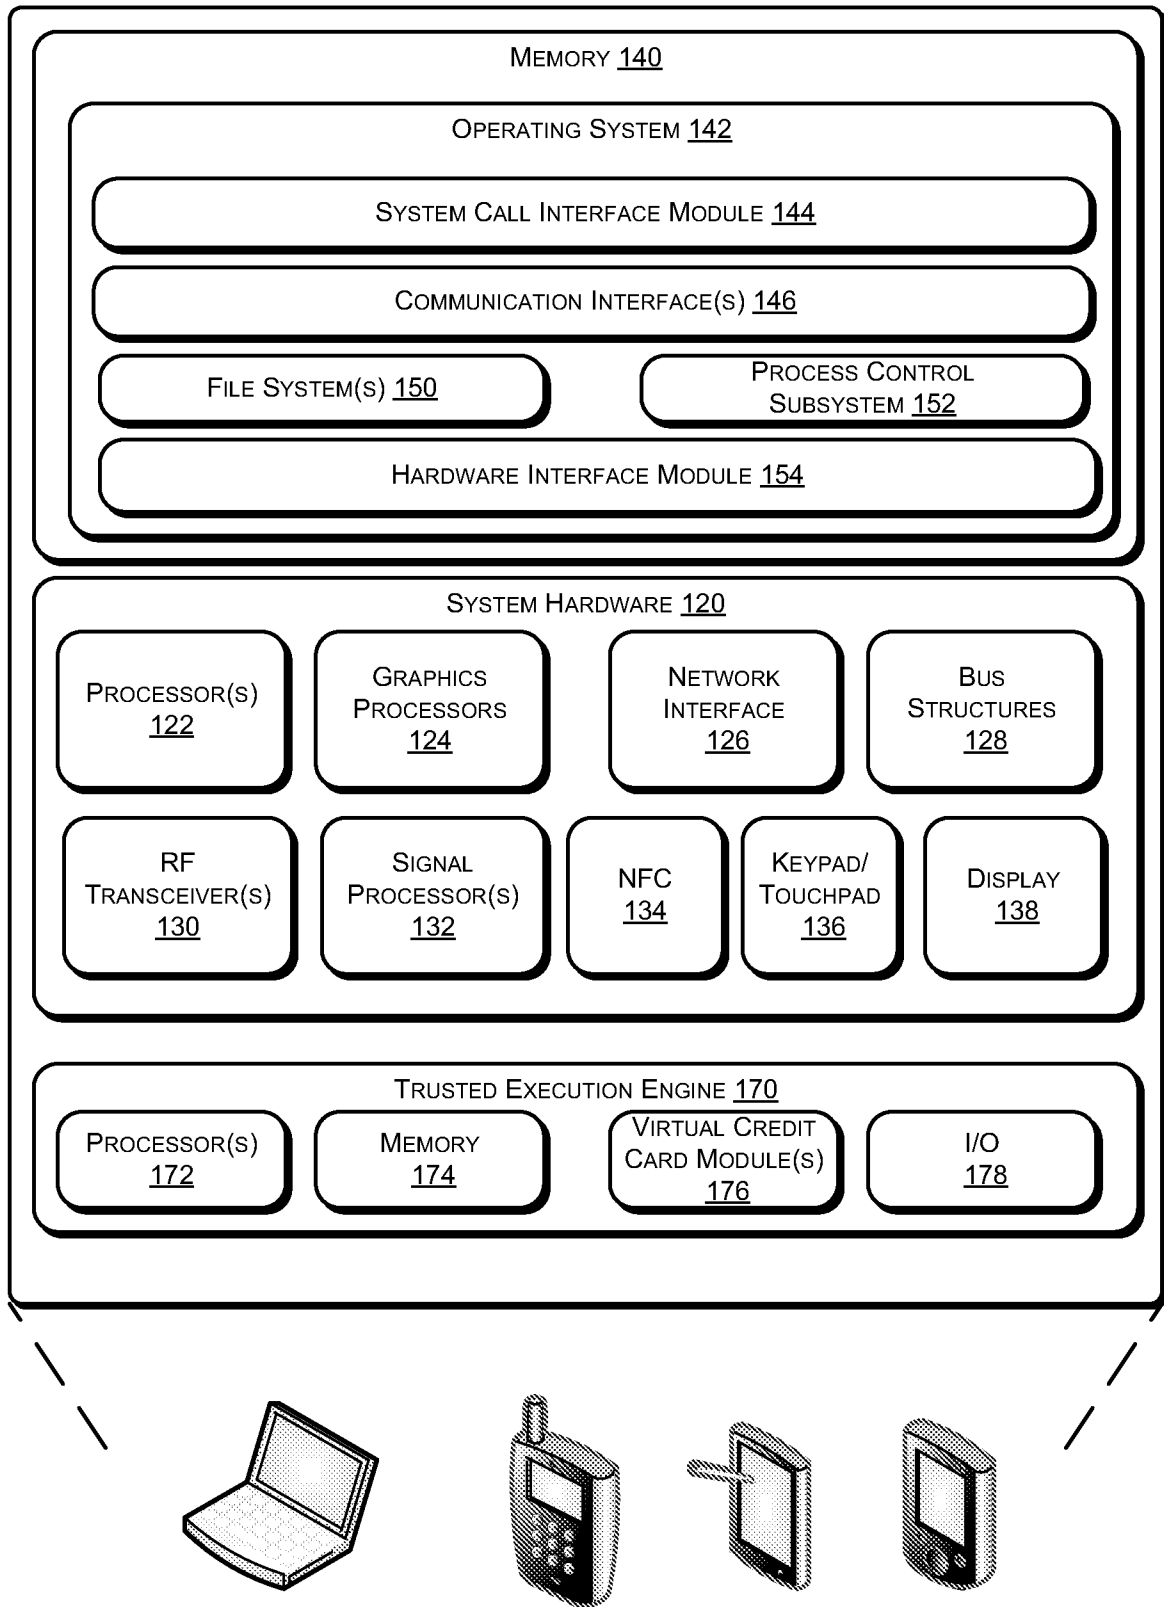 MEMORY 140
OPERATING SYSTEM 142
SYSTEM CALL INTERFACE MODULE 144
COMMUNICATION INTERFACE(S) 146
FILE SYSTEM(S) 150
PROCESS CONTROL
SUBSYSTEM 152
HARDWARE INTERFACE MODULE 154
SYSTEM HARDWARE 120
PROCESSOR(S)
122
GRAPHICS
PROCESSORS
124
NETWORK
INTERFACE
126
BUS
STRUCTURES
128
RF
TRANSCEIVER(S)
130
SIGNAL
PROCESSOR(S)
132
NFC
134
KEYPAD/
TOUCHPAD
136
DISPLAY
138
TRUSTED EXECUTION ENGINE 170
PROCESSOR(S)
172
MEMORY
174
VIRTUAL CREDIT
CARD MODULE(S)
176
I/O
178